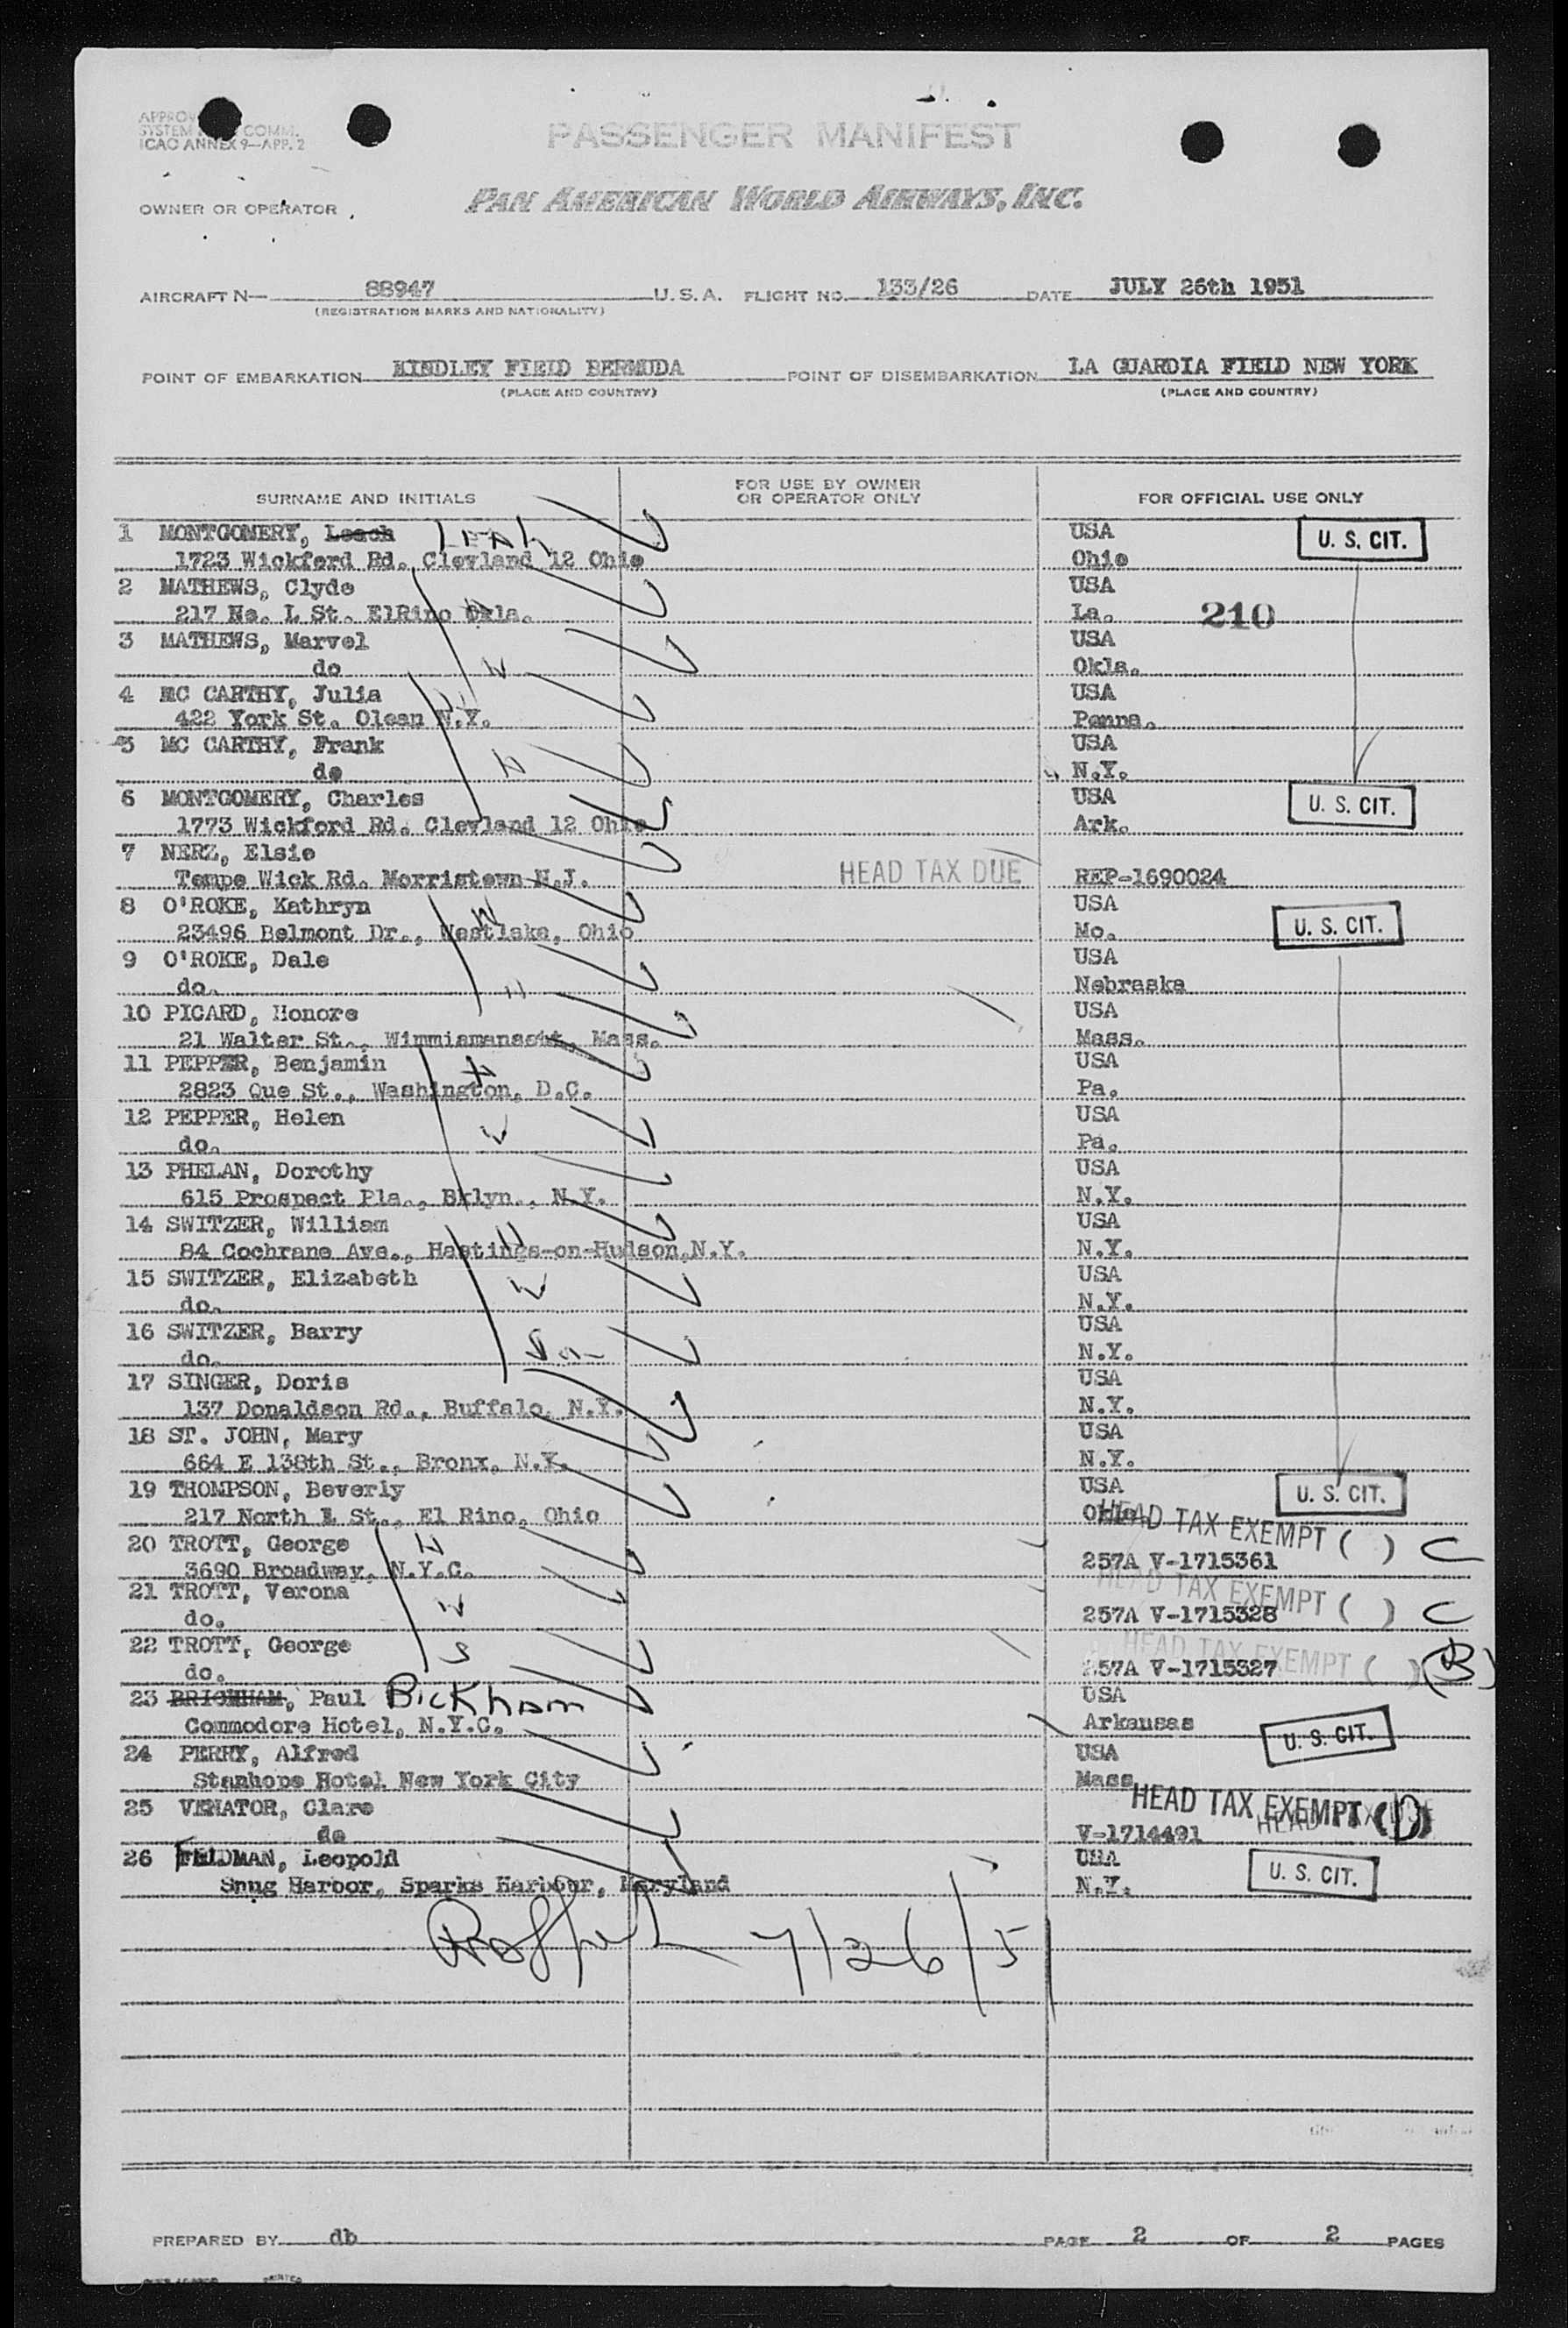 APPROV
SYSTEM COMM.
ICAO ANNEX 9—APP. 2
PASSENGER MANIFEST
OWNER OR OPERATOR
PAN AMERICAN WORLD AIRWAYS, INC.
AIRCRAFT N— 88947 U.S.A. FLIGHT NO. 133/26 DATE JULY 26th 1951
(REGISTRATION MARKS AND NATIONALITY)
POINT OF EMBARKATION KINDLEY FIELD BERMUDA POINT OF DISEMBARKATION LA GUARDIA FIELD NEW YORK
(PLACE AND COUNTRY) (PLACE AND COUNTRY)
SURNAME AND INITIALS FOR USE BY OWNER OR OPERATOR ONLY FOR OFFICIAL USE ONLY
1 MONTGOMERY, Leach Leah USA U. S. CIT.
1723 Wickford Rd. Clevland 12 Ohio Ohio
2 MATHEWS, Clyde USA
217 No. L St. ElRino Okla. W La. 210
3 MATHEWS, Marvel USA
do W Okla.
4 MC CARTHY, Julia USA
422 York St. Olean N.Y. W Penna.
5 MC CARTHY, Frank USA
do H N.Y.
6 MONTGOMERY, Charles USA U. S. CIT.
1773 Wickford Rd. Clevland 12 Ohio Ark.
7 NERZ, Elsie
Tempe Wick Rd. Morristown N.J. HEAD TAX DUE REP-1690024
8 O'ROKE, Kathryn W USA U. S. CIT.
23496 Belmont Dr., Westlake, Ohio Mo.
9 O'ROKE, Dale USA
do. H Nebraska
10 PICARD, Honore USA
21 Walter St., Wimmismansett, Mass. Mass.
11 PEPPER, Benjamin H USA
2823 Que St., Washington, D.C. Pa.
12 PEPPER, Helen USA
do. W Pa.
13 PHELAN, Dorothy USA
615 Prospect Pla., Bklyn., N.Y. N.Y.
14 SWITZER, William H USA
84 Cochrane Ave., Hastings-on-Hudson,N.Y. N.Y.
15 SWITZER, Elizabeth W USA
do. N.Y.
16 SWITZER, Barry USA
do. Son N.Y.
17 SINGER, Doris USA
137 Donaldson Rd., Buffalo, N.Y. N.Y.
18 ST. JOHN, Mary USA
664 E 138th St., Bronx, N.Y. N.Y.
19 THOMPSON, Beverly USA U. S. CIT.
217 North L St., El Rino, Ohio Ohio
20 TROTT, George H HEAD TAX EXEMPT ( ) C
3690 Broadway, N.Y.C. 257A V-1715361
21 TROTT, Verona W HEAD TAX EXEMPT ( ) C
do. 257A V-1715328
22 TROTT, George S HEAD TAX EXEMPT ( ) (B)
do. 257A V-1715327
23 BRIGHHAM, Paul Bickham USA
Commodore Hotel, N.Y.C. Arkansas U. S. CIT.
24 PERRY, Alfred USA
Stanhope Hotel New York City Mass
25 VENATOR, Clare HEAD TAX EXEMPT (D)
do V-1714491
26 FELDMAN, Leopold USA U. S. CIT.
Snug Harbor, Sparks Harbour, Maryland N.Y.
7/26/51
PREPARED BY db PAGE 2 OF 2 PAGES